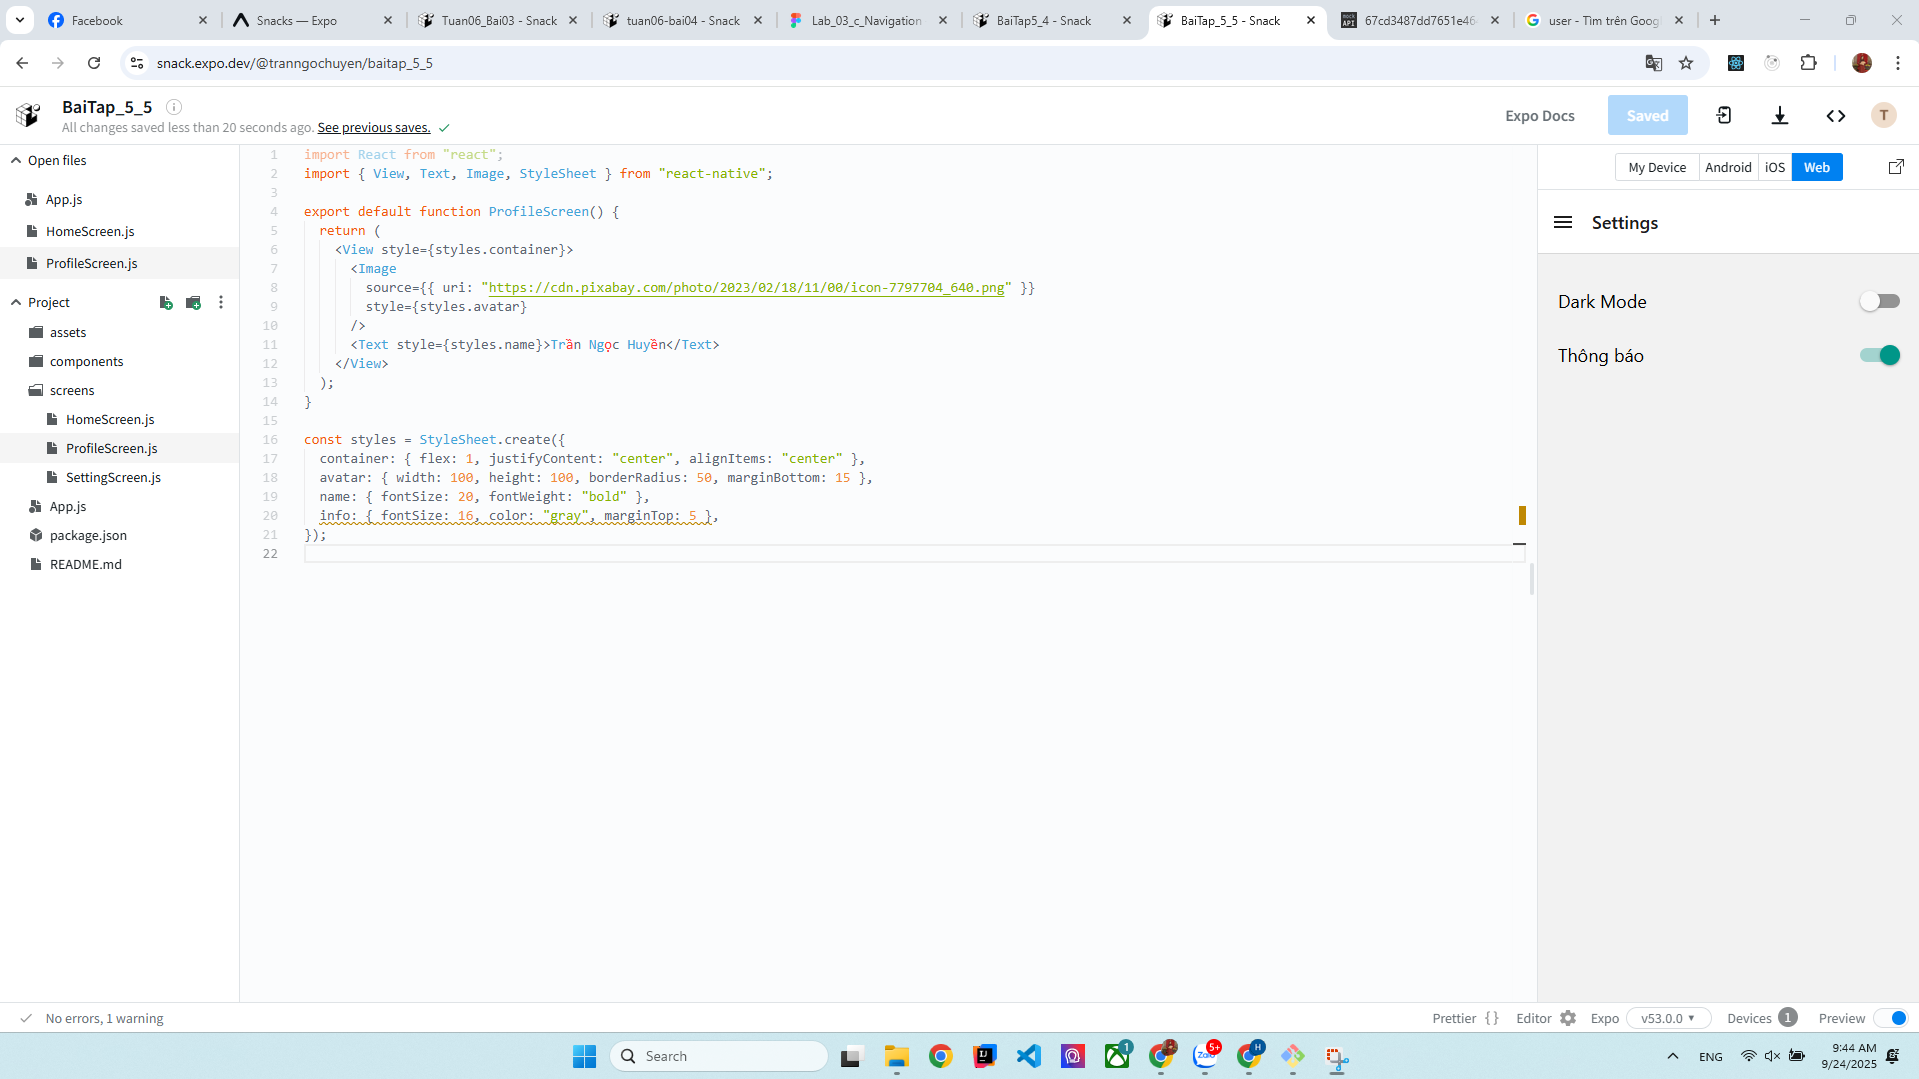 Facebook
Snacks — Expo
Tuan06_Bai03 - Snack
tuan06-bai04 - Snack
Lab_03_c_Navigation
BaiTap5_4 - Snack
BaiTap_5_5 - Snack
67cd3487dd7651e464
user - Tìm trên Goog
snack.expo.dev/@tranngochuyen/baitap_5_5
BaiTap_5_5
All changes saved less than 20 seconds ago. See previous saves.
Expo Docs
Saved
T
Open files
App.js
HomeScreen.js
ProfileScreen.js
Project
assets
components
screens
HomeScreen.js
ProfileScreen.js
SettingScreen.js
App.js
package.json
README.md
1 import React from "react";
2 import { View, Text, Image, StyleSheet } from "react-native";
3
4 export default function ProfileScreen() {
5 return (
6 <View style={styles.container}>
7 <Image
8 source={{ uri: "https://cdn.pixabay.com/photo/2023/02/18/11/00/icon-7797704_640.png" }}
9 style={styles.avatar}
10 />
11 <Text style={styles.name}>Trần Ngọc Huyền</Text>
12 </View>
13 );
14 }
15
16 const styles = StyleSheet.create({
17 container: { flex: 1, justifyContent: "center", alignItems: "center" },
18 avatar: { width: 100, height: 100, borderRadius: 50, marginBottom: 15 },
19 name: { fontSize: 20, fontWeight: "bold" },
20 info: { fontSize: 16, color: "gray", marginTop: 5 },
21 });
22
My Device
Android
iOS
Web
Settings
Dark Mode
Thông báo
No errors, 1 warning
Prettier { }
Editor
Expo
v53.0.0
Devices 1
Preview
Search
1
5+
Zalo
H
ENG
9:44 AM
9/24/2025